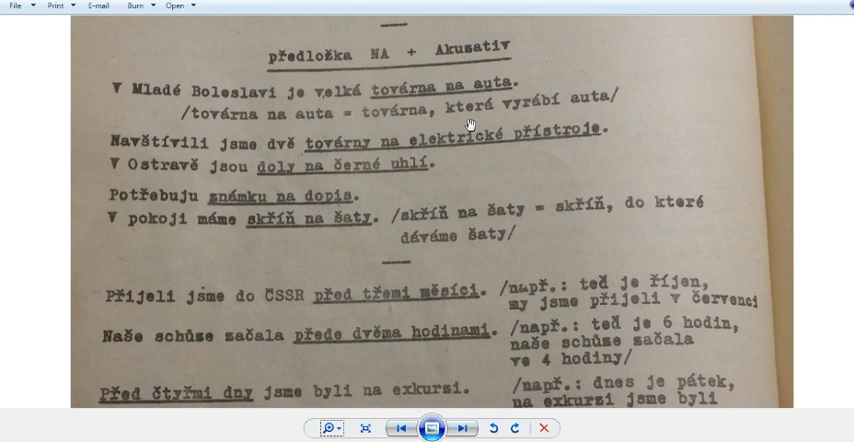 File Print E-mail Burn Open
předložka NA + Akusativ
V Mladé Boleslavi je velká továrna na auta.
/továrna na auta = továrna, která vyrábí auta/
Navštívili jsme dvě továrny na elektrické přístroje.
V Ostravě jsou doly na černé uhlí.
Potřebuju známku na dopis.
V pokoji máme skříň na šaty. /skříň na šaty = skříň, do které
dáváme šaty/
Přijeli jsme do ČSSR před třemi měsíci. /např.: teď je říjen,
my jsme přijeli v červenci
Naše schůze začala přede dvěma hodinami. /např.: teď je 6 hodin,
naše schůze začala
ve 4 hodiny/
Před čtyřmi dny jsme byli na exkurzi. /např.: dnes je pátek,
na exkurzi jsme byli